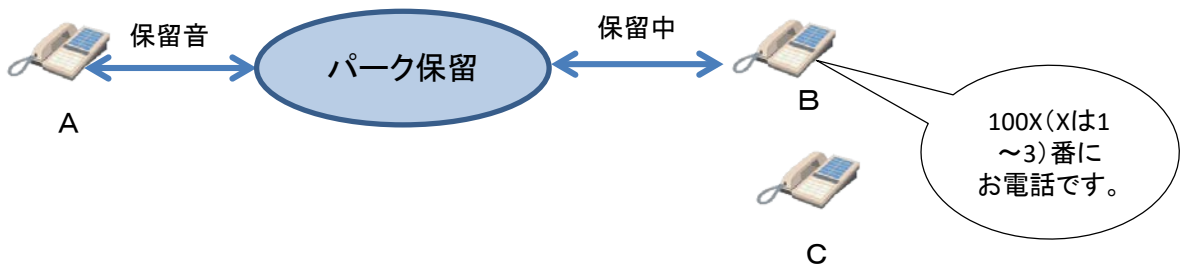 保留音
パーク保留
保留中
A
B
100X(Xは1
~3)番に
お電話です。
C